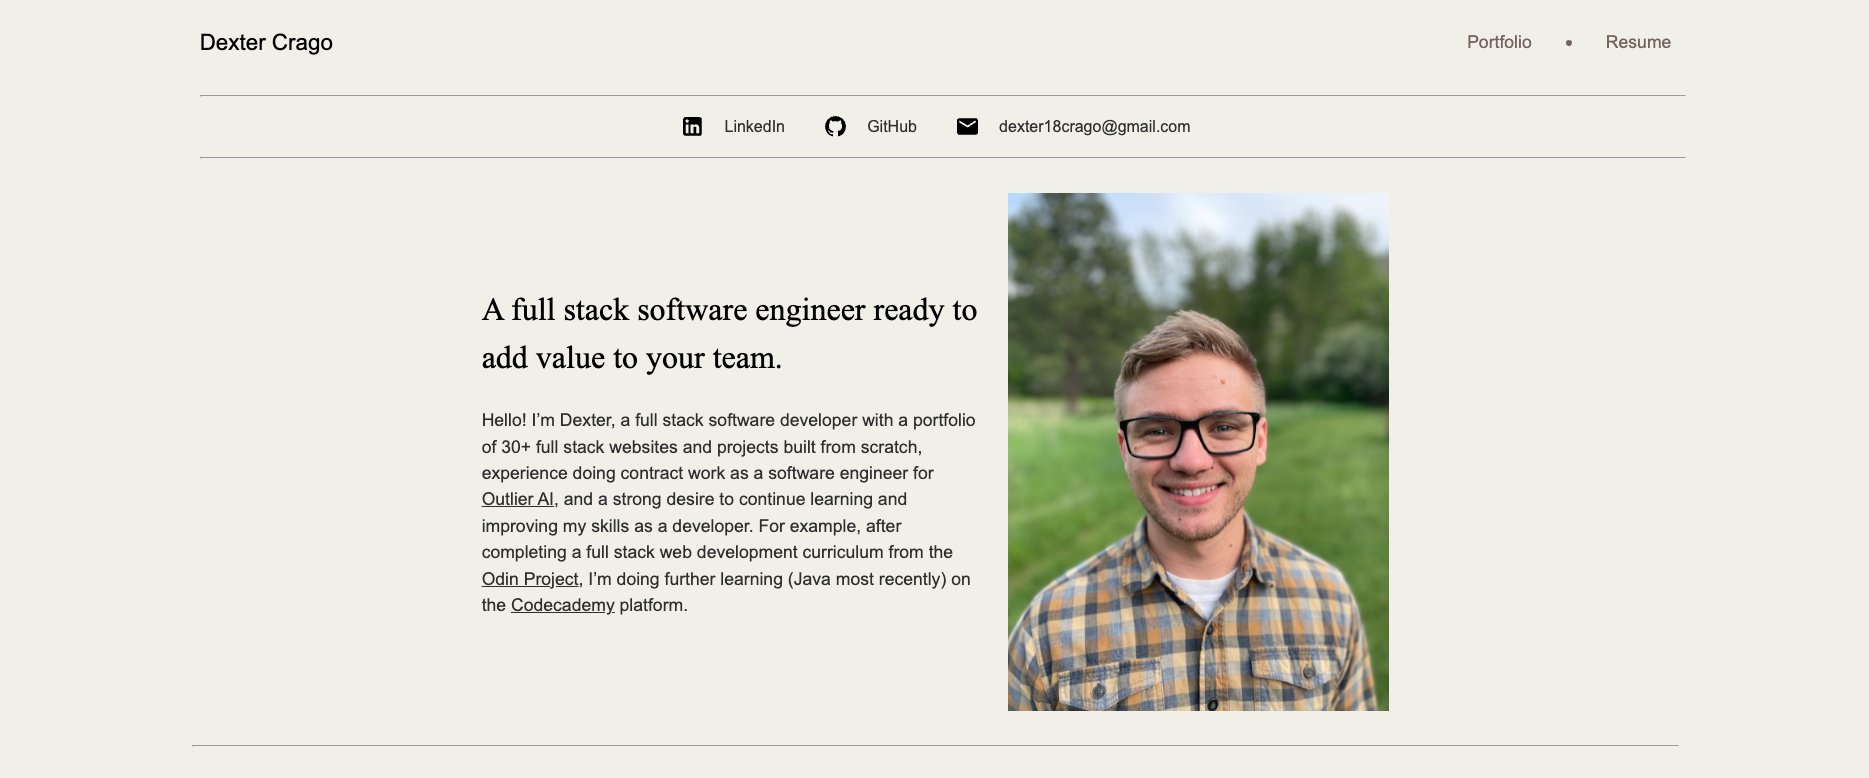 Dexter Crago
Portfolio • Resume
LinkedIn GitHub dexter18crago@gmail.com
A full stack software engineer ready to
add value to your team.
Hello! I’m Dexter, a full stack software developer with a portfolio
of 30+ full stack websites and projects built from scratch,
experience doing contract work as a software engineer for
Outlier AI, and a strong desire to continue learning and
improving my skills as a developer. For example, after
completing a full stack web development curriculum from the
Odin Project, I’m doing further learning (Java most recently) on
the Codecademy platform.